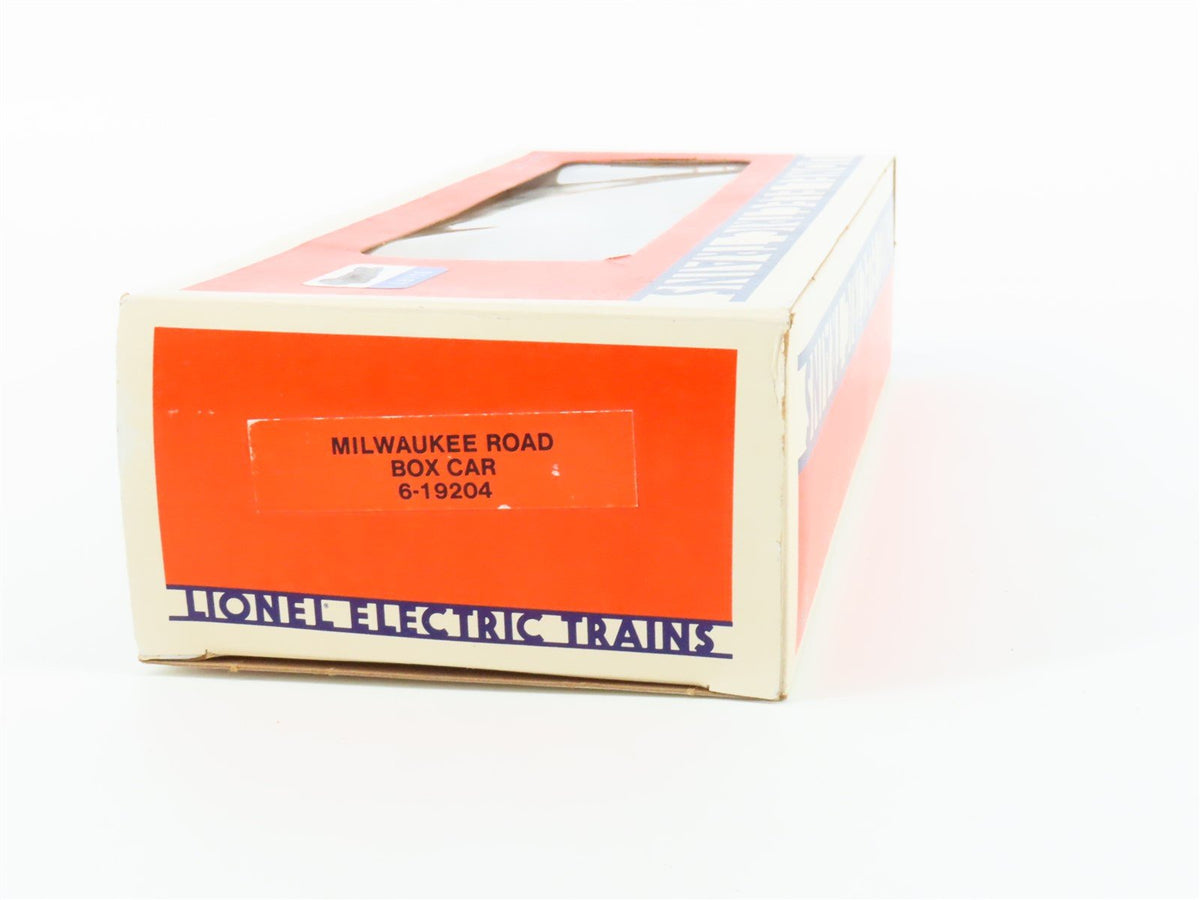 MILWAUKEE ROAD
BOX CAR
6-19204
LIONEL® ELECTRIC TRAINS